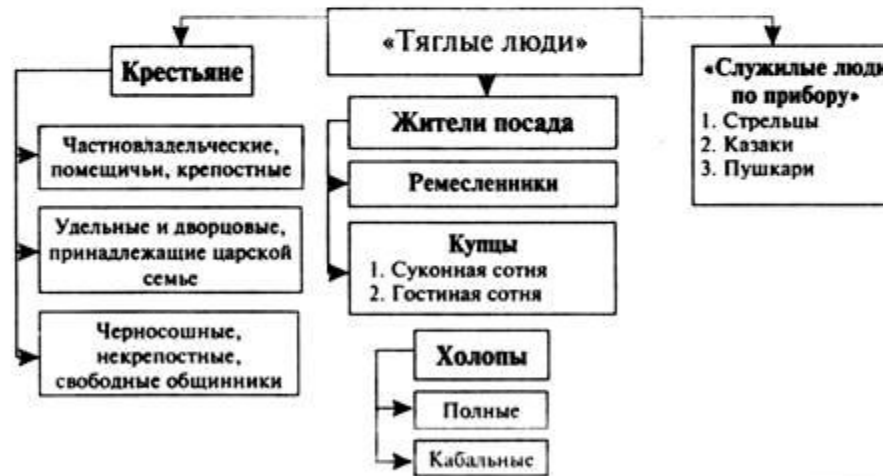 «Тяглые люди»
Крестьяне
Частновладельческие,
помещичьи, крепостные
Удельные и дворцовые,
принадлежащие царской
семье
Черносошные,
некрепостные,
свободные общинники
Жители посада
Ремесленники
Купцы
1. Суконная сотня
2. Гостиная сотня
Холопы
Полные
Кабальные
«Служилые люди
по прибору»
1. Стрельцы
2. Казаки
3. Пушкари